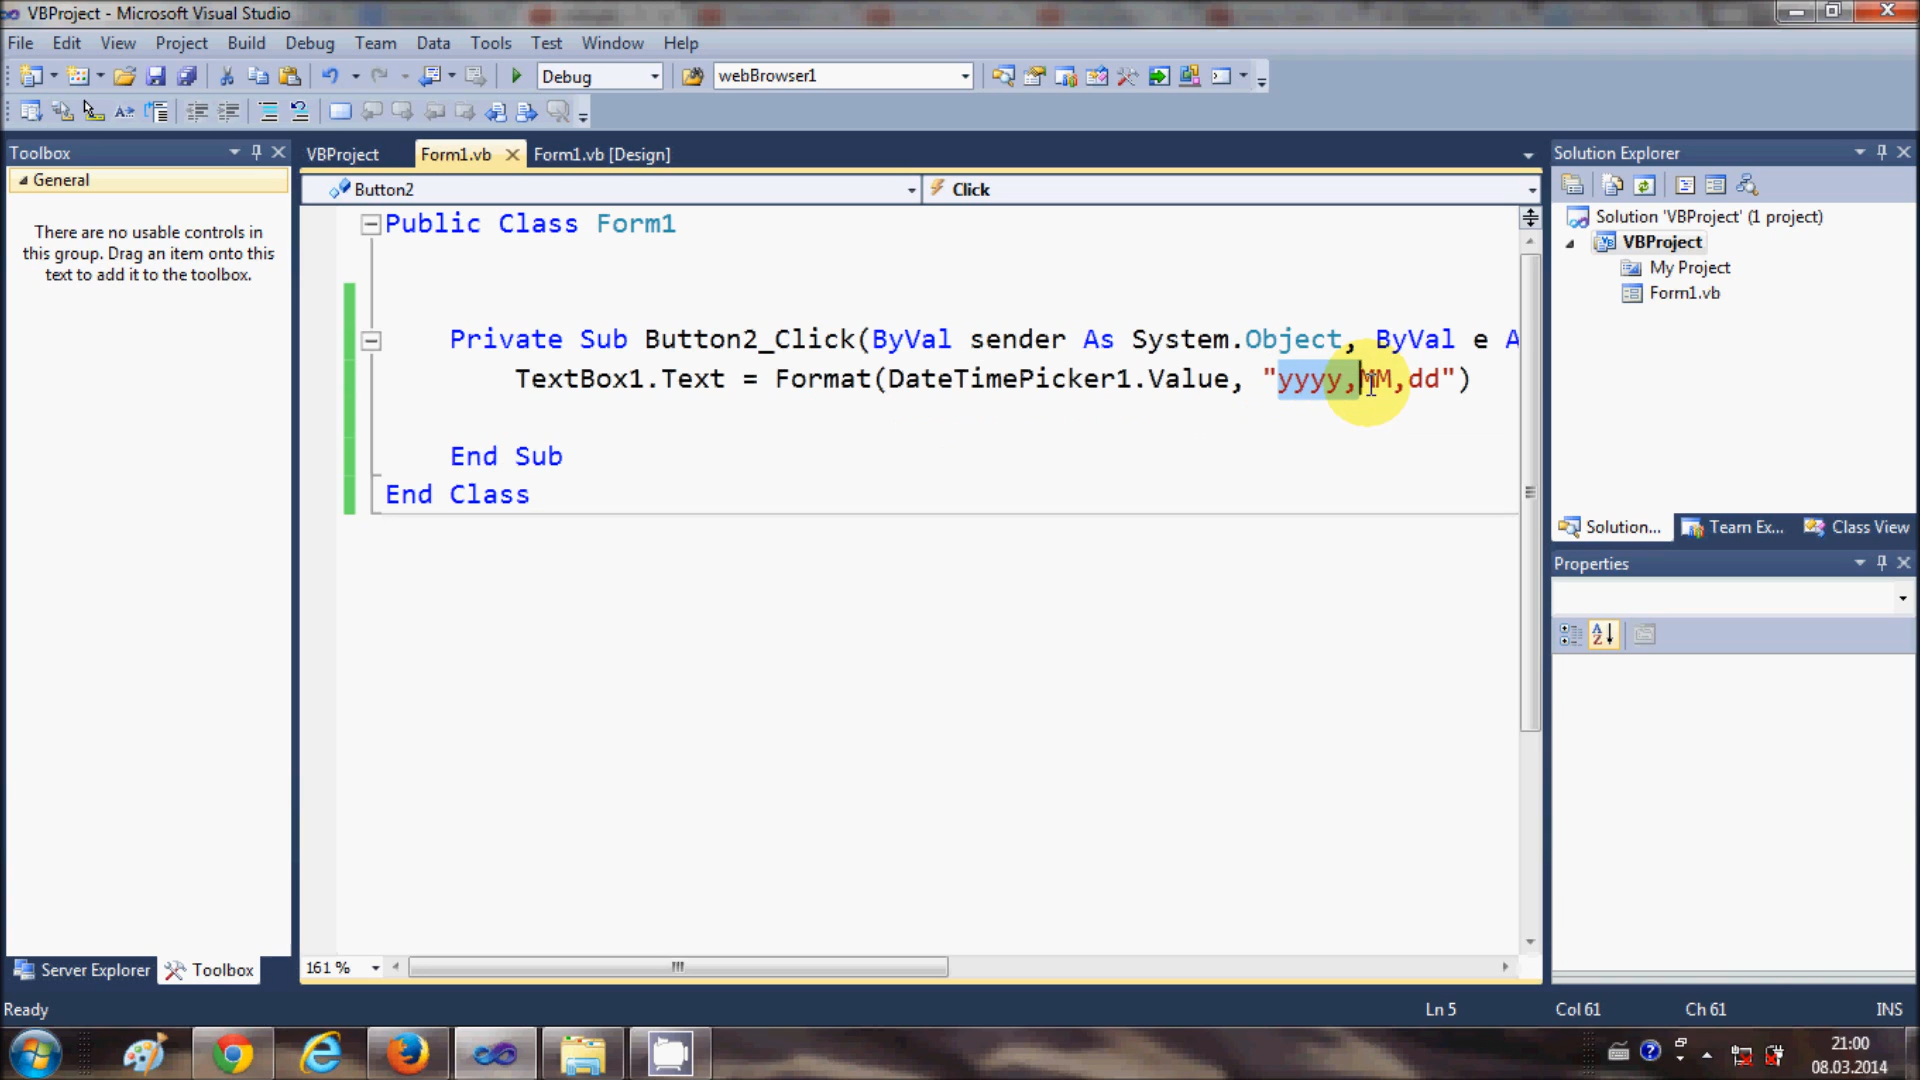 VBProject - Microsoft Visual Studio
File Edit View Project Build Debug Team Data Tools Test Window Help
Debug webBrowser1
Toolbox
General
There are no usable controls in
this group. Drag an item onto this
text to add it to the toolbox.
Server Explorer Toolbox
VBProject Form1.vb Form1.vb [Design]
Button2 Click
Public Class Form1
Private Sub Button2_Click(ByVal sender As System.Object, ByVal e A
TextBox1.Text = Format(DateTimePicker1.Value, "yyyy,MM,dd")
End Sub
End Class
161 %
Solution Explorer
Solution 'VBProject' (1 project)
VBProject
My Project
Form1.vb
Solution... Team Ex... Class View
Properties
Ready Ln 5 Col 61 Ch 61 INS
21:00
08.03.2014